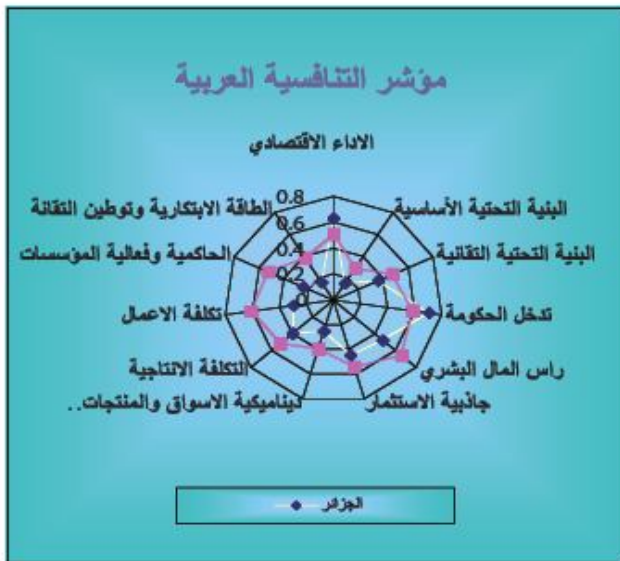 مؤشر التنافسية العربية
الاداء الاقتصادي
البنية التحتية الأساسية
البنية التحتية التقانية
تدخل الحكومة
راس المال البشري
جاذبية الاستثمار
ديناميكية الاسواق والمنتجات..
التكلفة الانتاجية
تكلفة الاعمال
الحاكمية وفعالية المؤسسات
الطاقة الابتكارية وتوطين التقانة
0.8
0.6
0.4
0.2
0
الجزائر